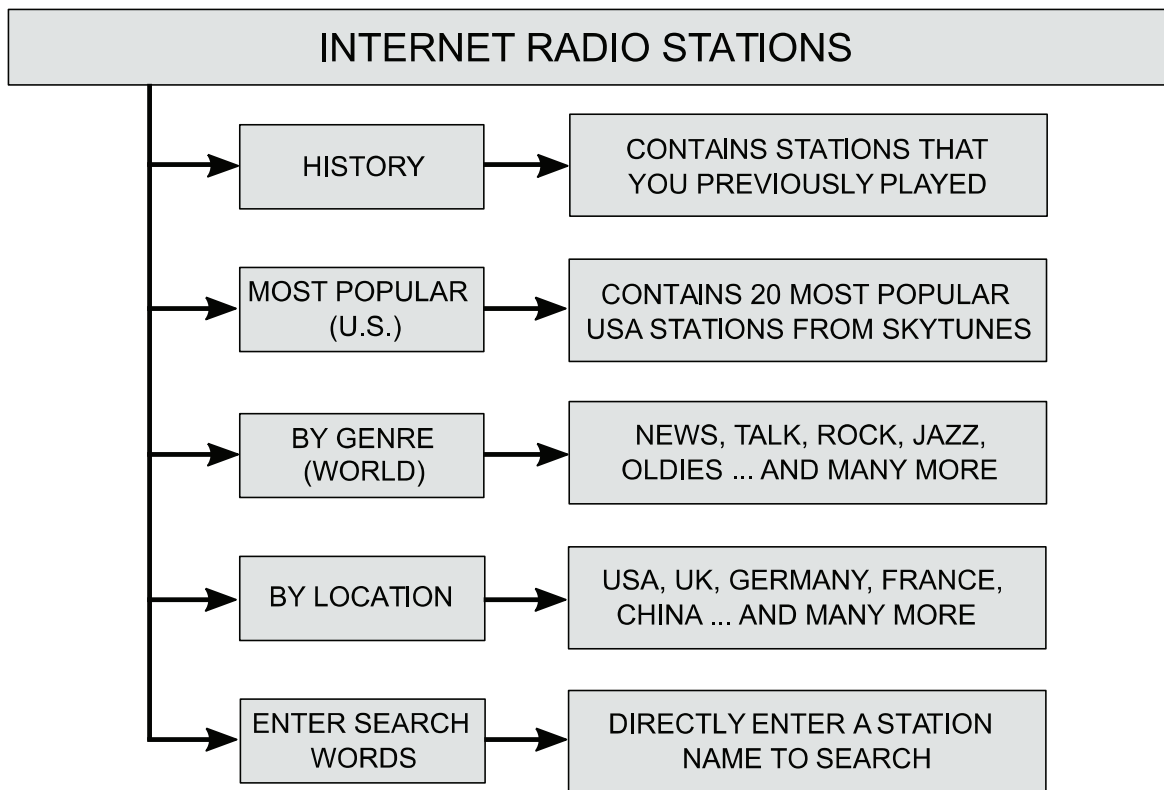 INTERNET RADIO STATIONS
HISTORY
CONTAINS STATIONS THAT
YOU PREVIOUSLY PLAYED
MOST POPULAR
(U.S.)
CONTAINS 20 MOST POPULAR
USA STATIONS FROM SKYTUNES
BY GENRE
(WORLD)
NEWS, TALK, ROCK, JAZZ,
OLDIES ... AND MANY MORE
BY LOCATION
USA, UK, GERMANY, FRANCE,
CHINA ... AND MANY MORE
ENTER SEARCH
WORDS
DIRECTLY ENTER A STATION
NAME TO SEARCH